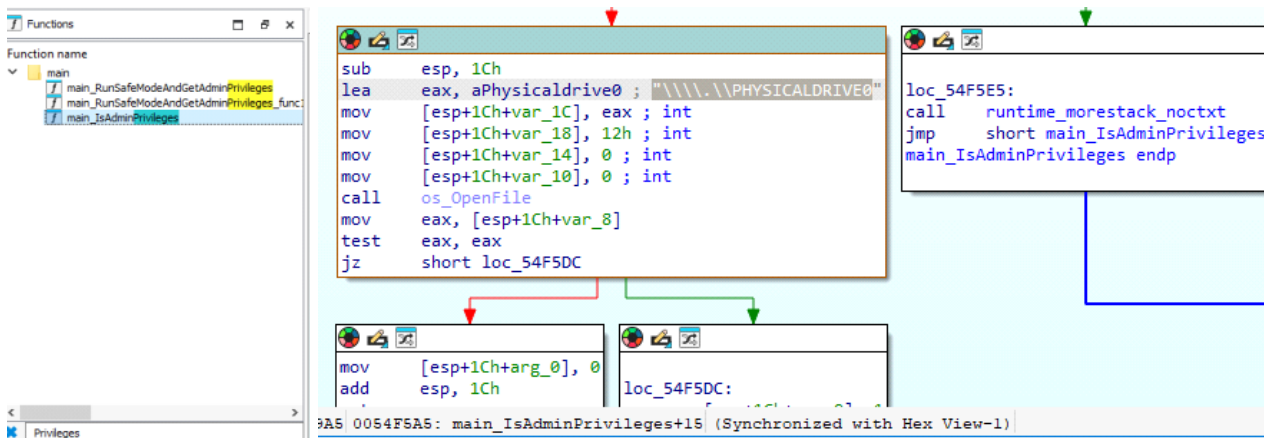 Functions
Function name
main
main_RunSafeModeAndGetAdminPrivileges
main_RunSafeModeAndGetAdminPrivileges_func1
main_IsAdminPrivileges
Privileges
sub esp, 1Ch
lea eax, aPhysicaldrive0 ; "\\\\.\\PHYSICALDRIVE0"
mov [esp+1Ch+var_1C], eax ; int
mov [esp+1Ch+var_18], 12h ; int
mov [esp+1Ch+var_14], 0 ; int
mov [esp+1Ch+var_10], 0 ; int
call os_OpenFile
mov eax, [esp+1Ch+var_8]
test eax, eax
jz short loc_54F5DC
loc_54F5E5:
call runtime_morestack_noctxt
jmp short main_IsAdminPrivileges
main_IsAdminPrivileges endp
mov [esp+1Ch+arg_0], 0
add esp, 1Ch
loc_54F5DC:
9A5 0054F5A5: main_IsAdminPrivileges+15 (Synchronized with Hex View-1)